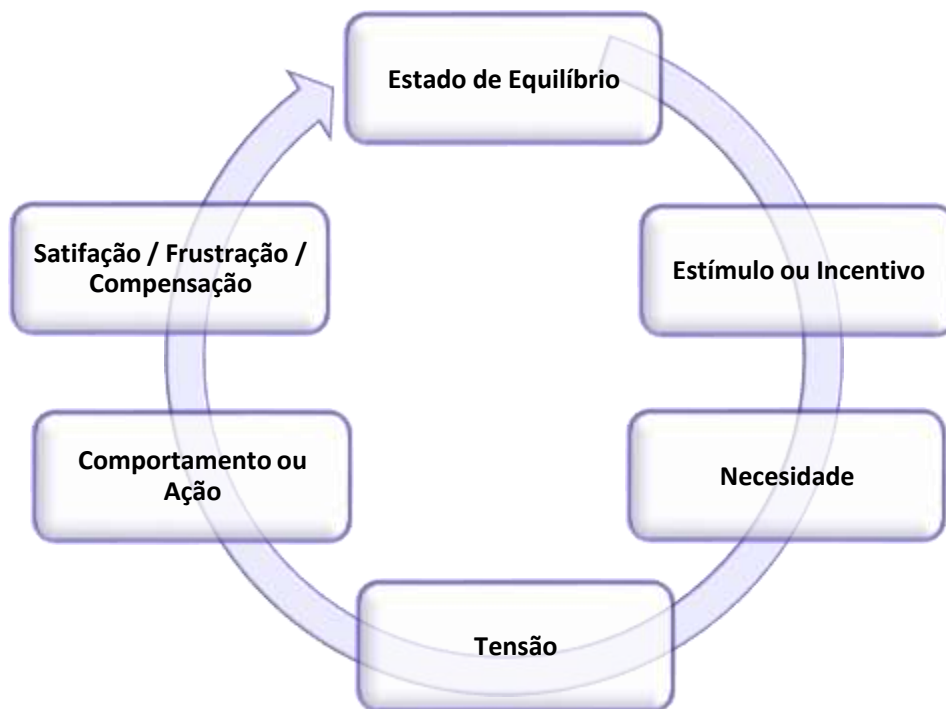 Estado de Equilíbrio
Estímulo ou Incentivo
Necesidade
Tensão
Comportamento ou
Ação
Satifação / Frustração /
Compensação